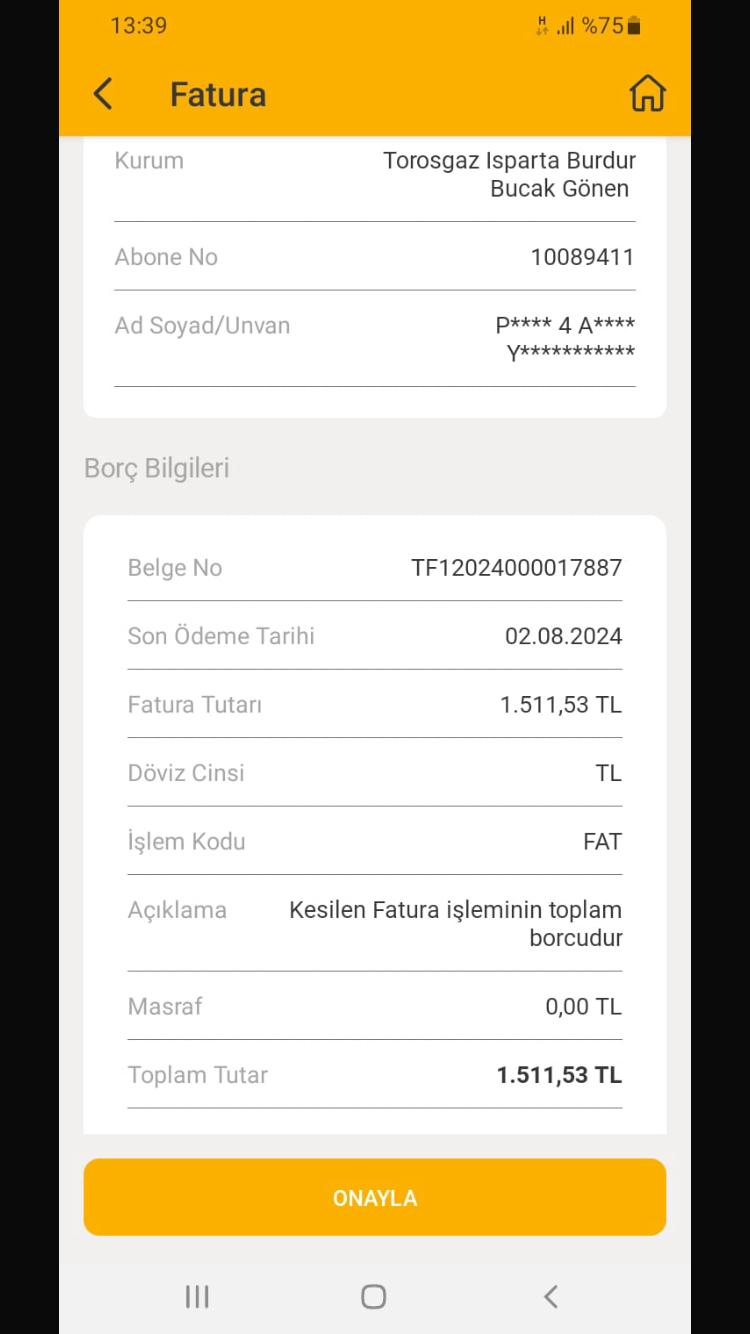 13:39
H %75
Fatura
Kurum
Torosgaz Isparta Burdur
Bucak Gönen
Abone No
10089411
Ad Soyad/Unvan
P**** 4 A****
Y***********
Borç Bilgileri
Belge No
TF12024000017887
Son Ödeme Tarihi
02.08.2024
Fatura Tutarı
1.511,53 TL
Döviz Cinsi
TL
İşlem Kodu
FAT
Açıklama
Kesilen Fatura işleminin toplam
borcudur
Masraf
0,00 TL
Toplam Tutar
1.511,53 TL
ONAYLA